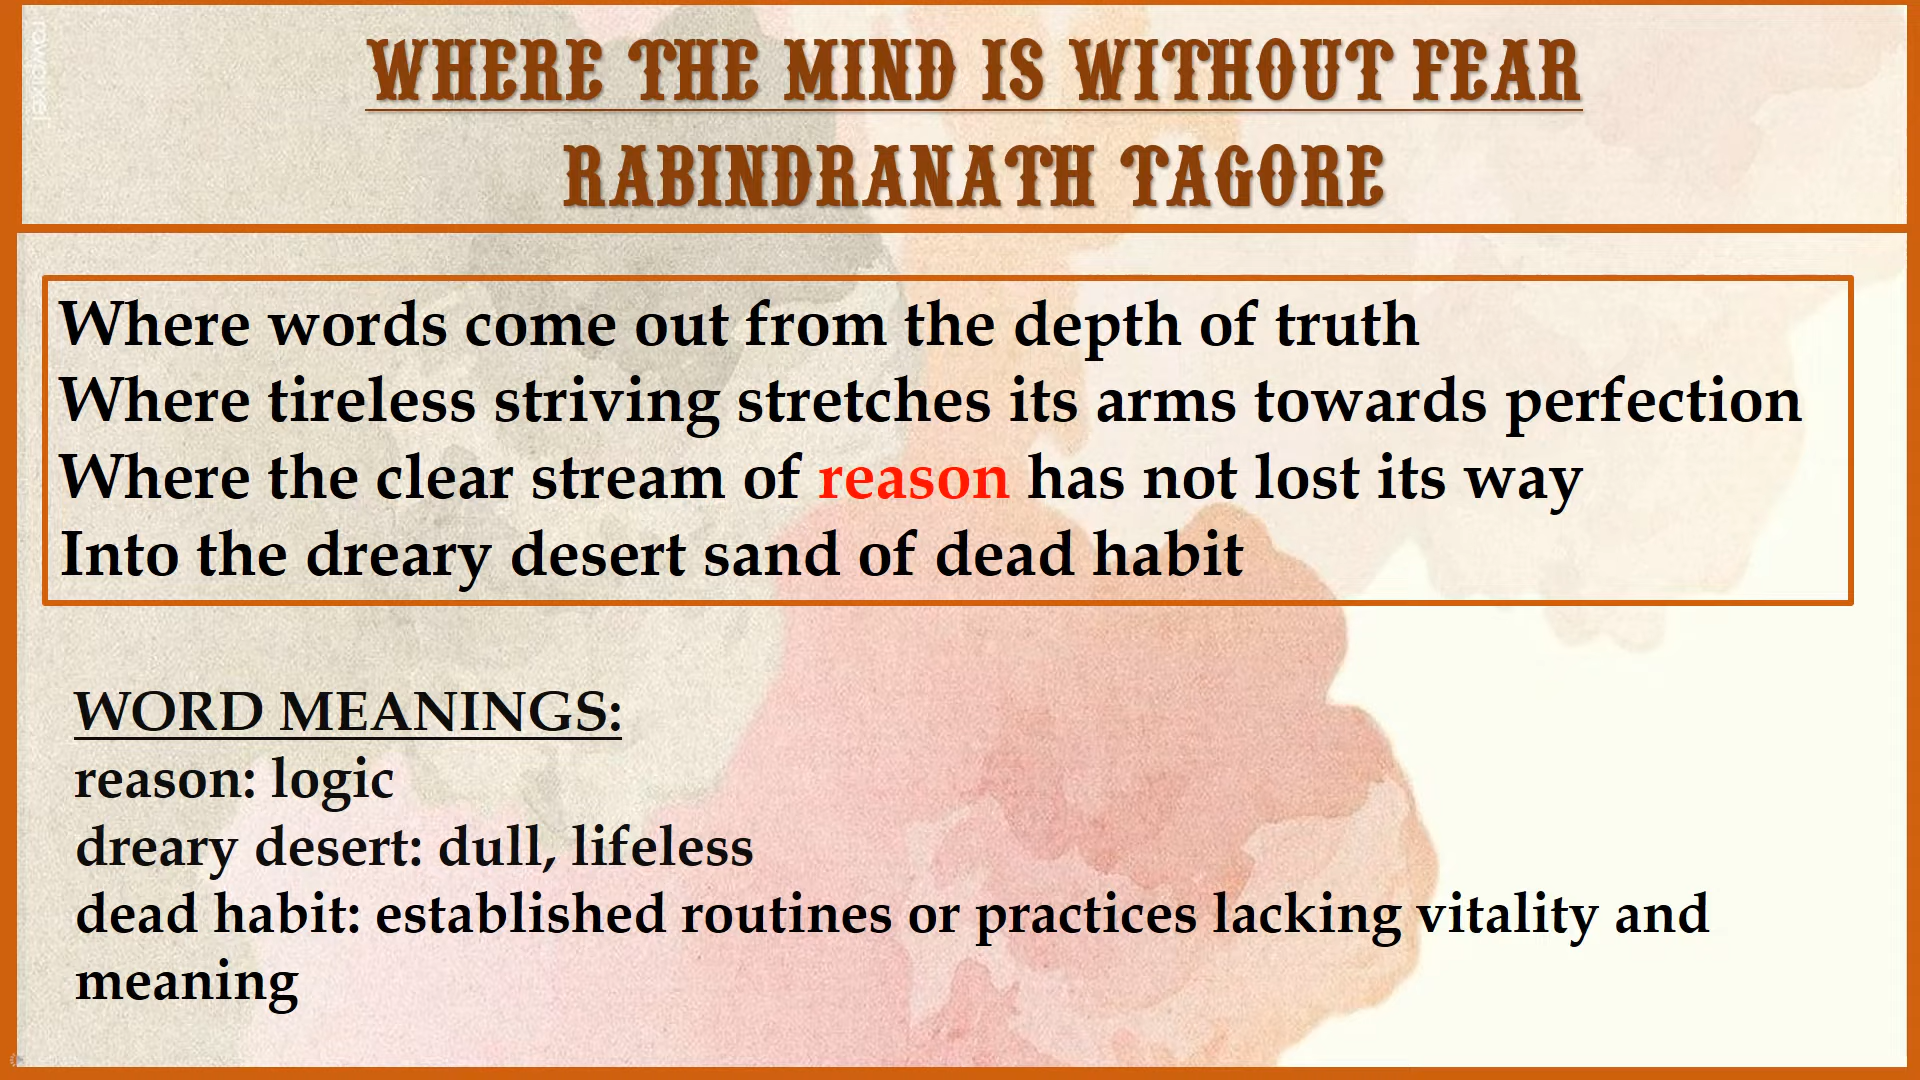 rawpixel
WHERE THE MIND IS WITHOUT FEAR
RABINDRANATH TAGORE
Where words come out from the depth of truth
Where tireless striving stretches its arms towards perfection
Where the clear stream of reason has not lost its way
Into the dreary desert sand of dead habit
WORD MEANINGS:
reason: logic
dreary desert: dull, lifeless
dead habit: established routines or practices lacking vitality and
meaning